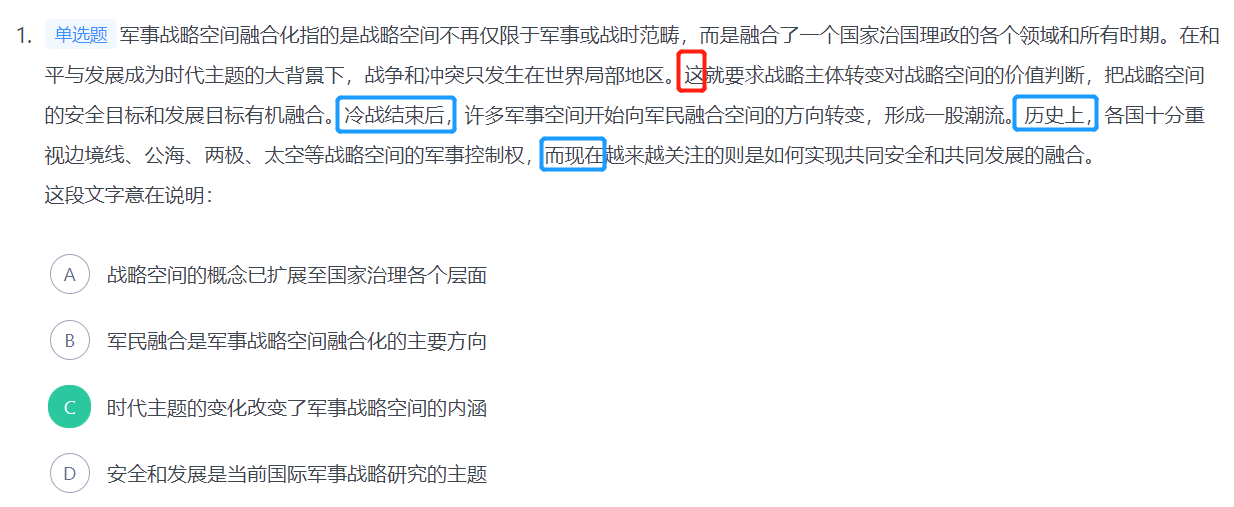 1. 单选题 军事战略空间融合化指的是战略空间不再仅限于军事或战时范畴，而是融合了一个国家治国理政的各个领域和所有时期。在和
平与发展成为时代主题的大背景下，战争和冲突只发生在世界局部地区。这就要求战略主体转变对战略空间的价值判断，把战略空间
的安全目标和发展目标有机融合。冷战结束后，许多军事空间开始向军民融合空间的方向转变，形成一股潮流。历史上，各国十分重
视边境线、公海、两极、太空等战略空间的军事控制权，而现在越来越关注的则是如何实现共同安全和共同发展的融合。
这段文字意在说明：
A 战略空间的概念已扩展至国家治理各个层面
B 军民融合是军事战略空间融合化的主要方向
C 时代主题的变化改变了军事战略空间的内涵
D 安全和发展是当前国际军事战略研究的主题